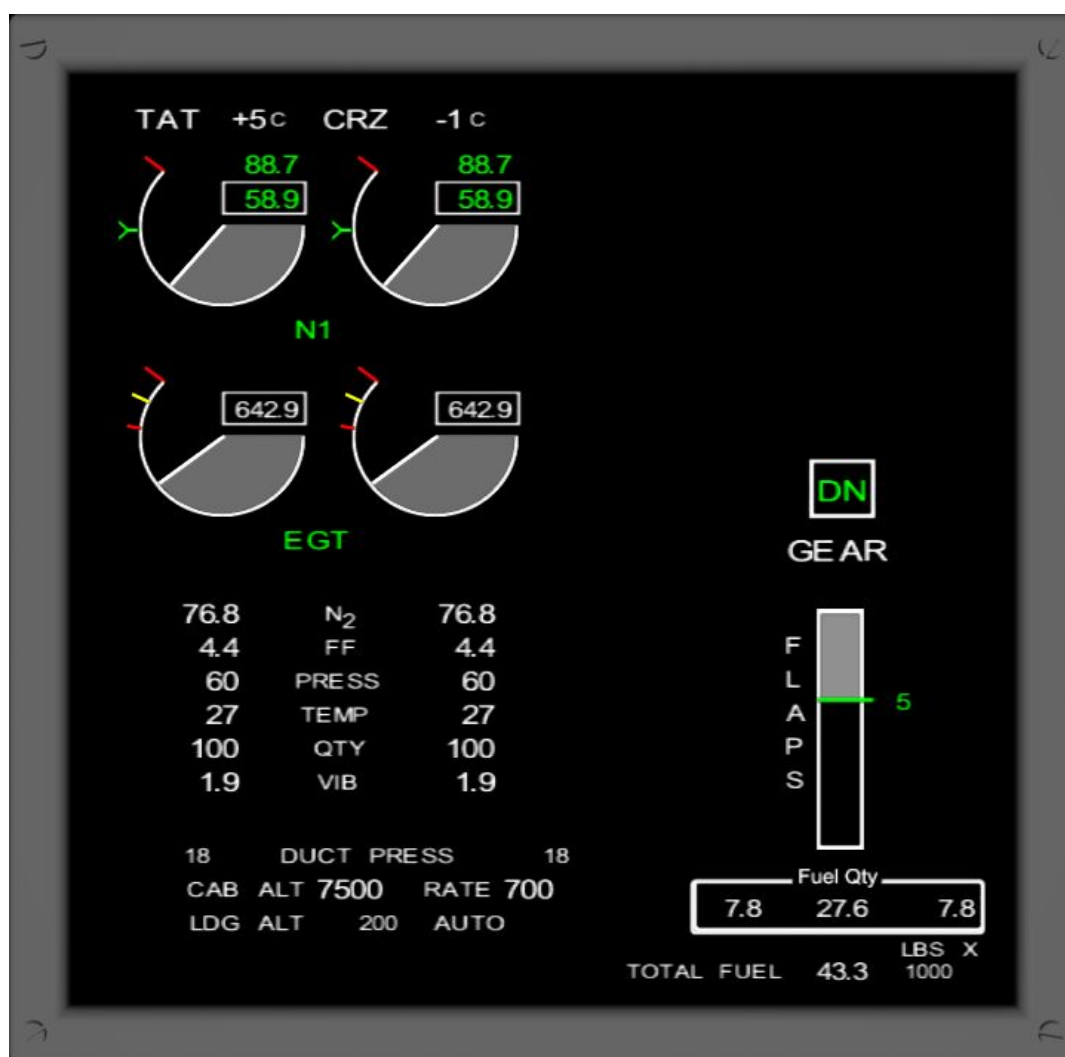 TAT +5 C CRZ -1 C
88.7 88.7
58.9 58.9
N1
642.9 642.9
DN
EGT
GEAR
76.8 N2 76.8
4.4 FF 4.4
60 PRESS 60
27 TEMP 27
100 QTY 100
1.9 VIB 1.9
FLAPS
5
18 DUCT PRESS 18
CAB ALT 7500 RATE 700
LDG ALT 200 AUTO
Fuel Qty
7.8 27.6 7.8
LBS X
TOTAL FUEL 43.3 1000